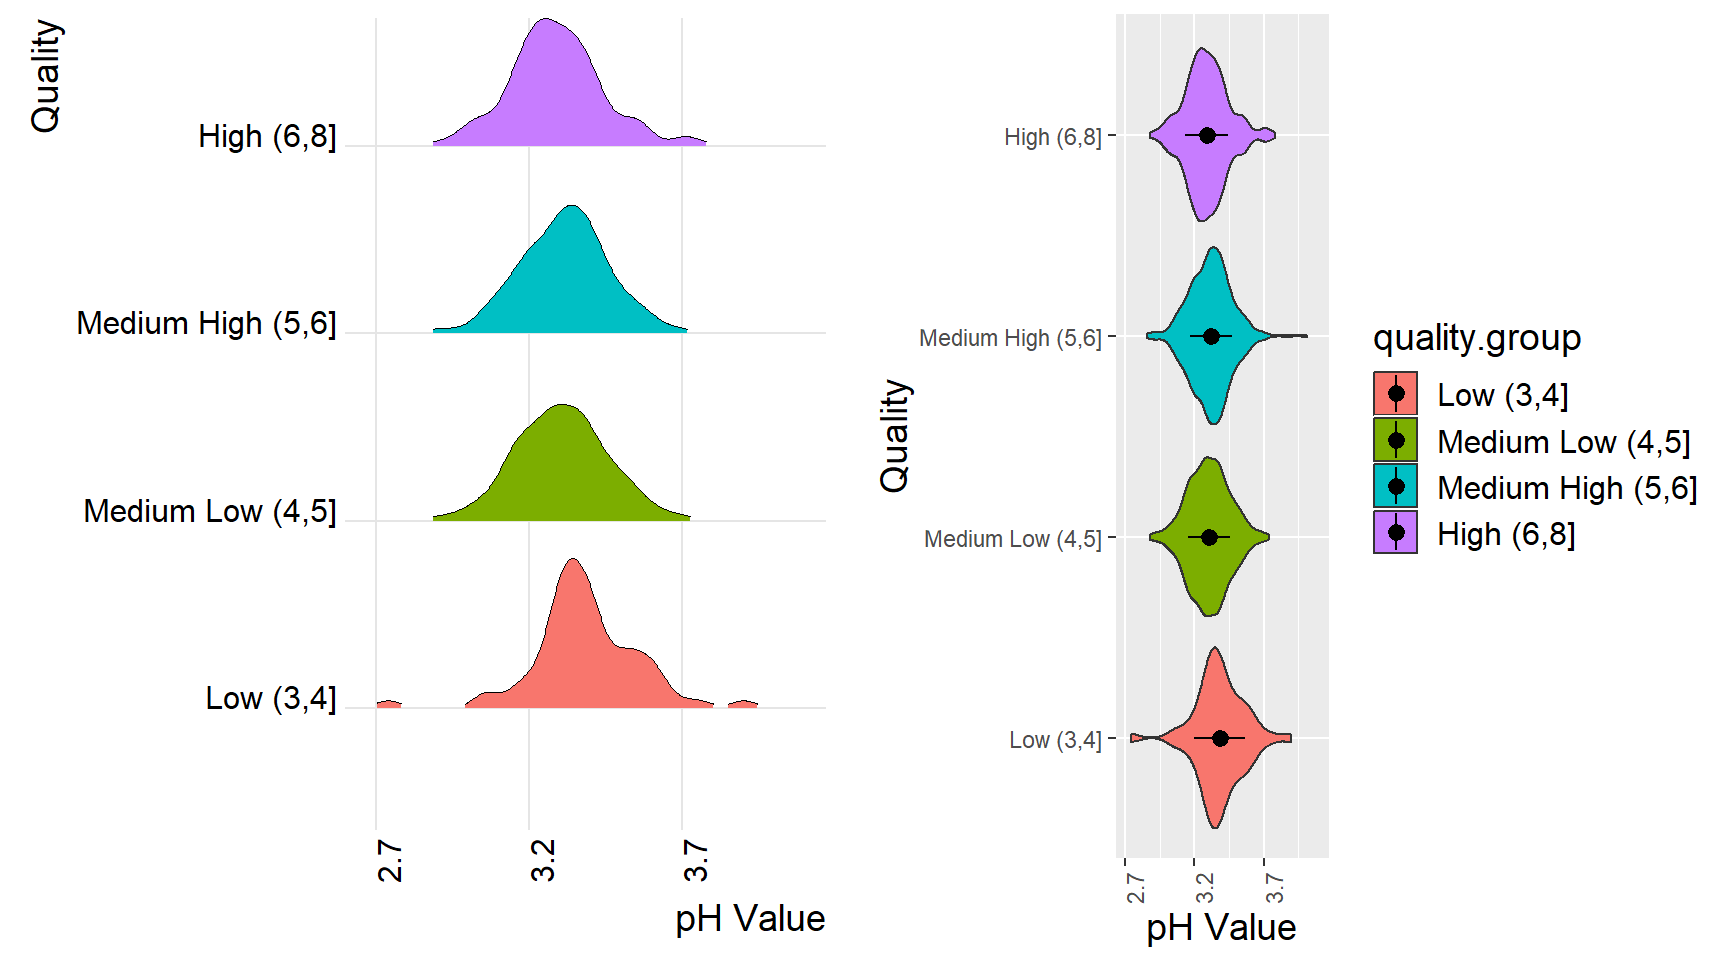 Quality
High (6,8]
Medium High (5,6]
Medium Low (4,5]
Low (3,4]
2.7
3.2
3.7
pH Value
Quality
High (6,8]
Medium High (5,6]
Medium Low (4,5]
Low (3,4]
2.7
3.2
3.7
pH Value
quality.group
Low (3,4]
Medium Low (4,5]
Medium High (5,6]
High (6,8]